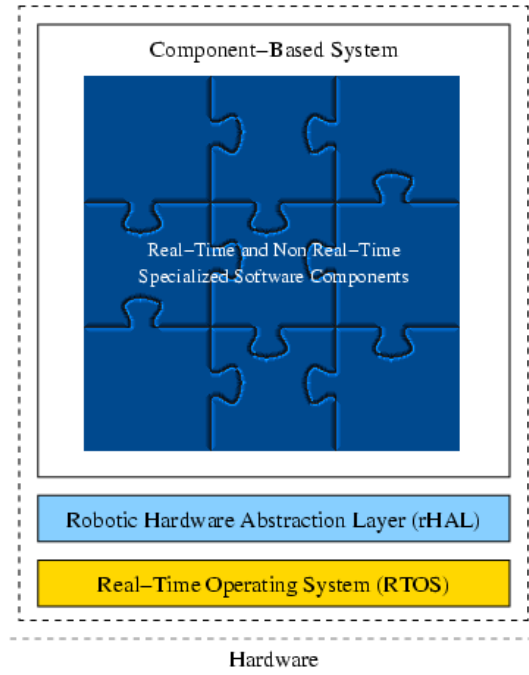 Component–Based System
Real–Time and Non Real–Time
Specialized Software Components
Robotic Hardware Abstraction Layer (rHAL)
Real–Time Operating System (RTOS)
Hardware